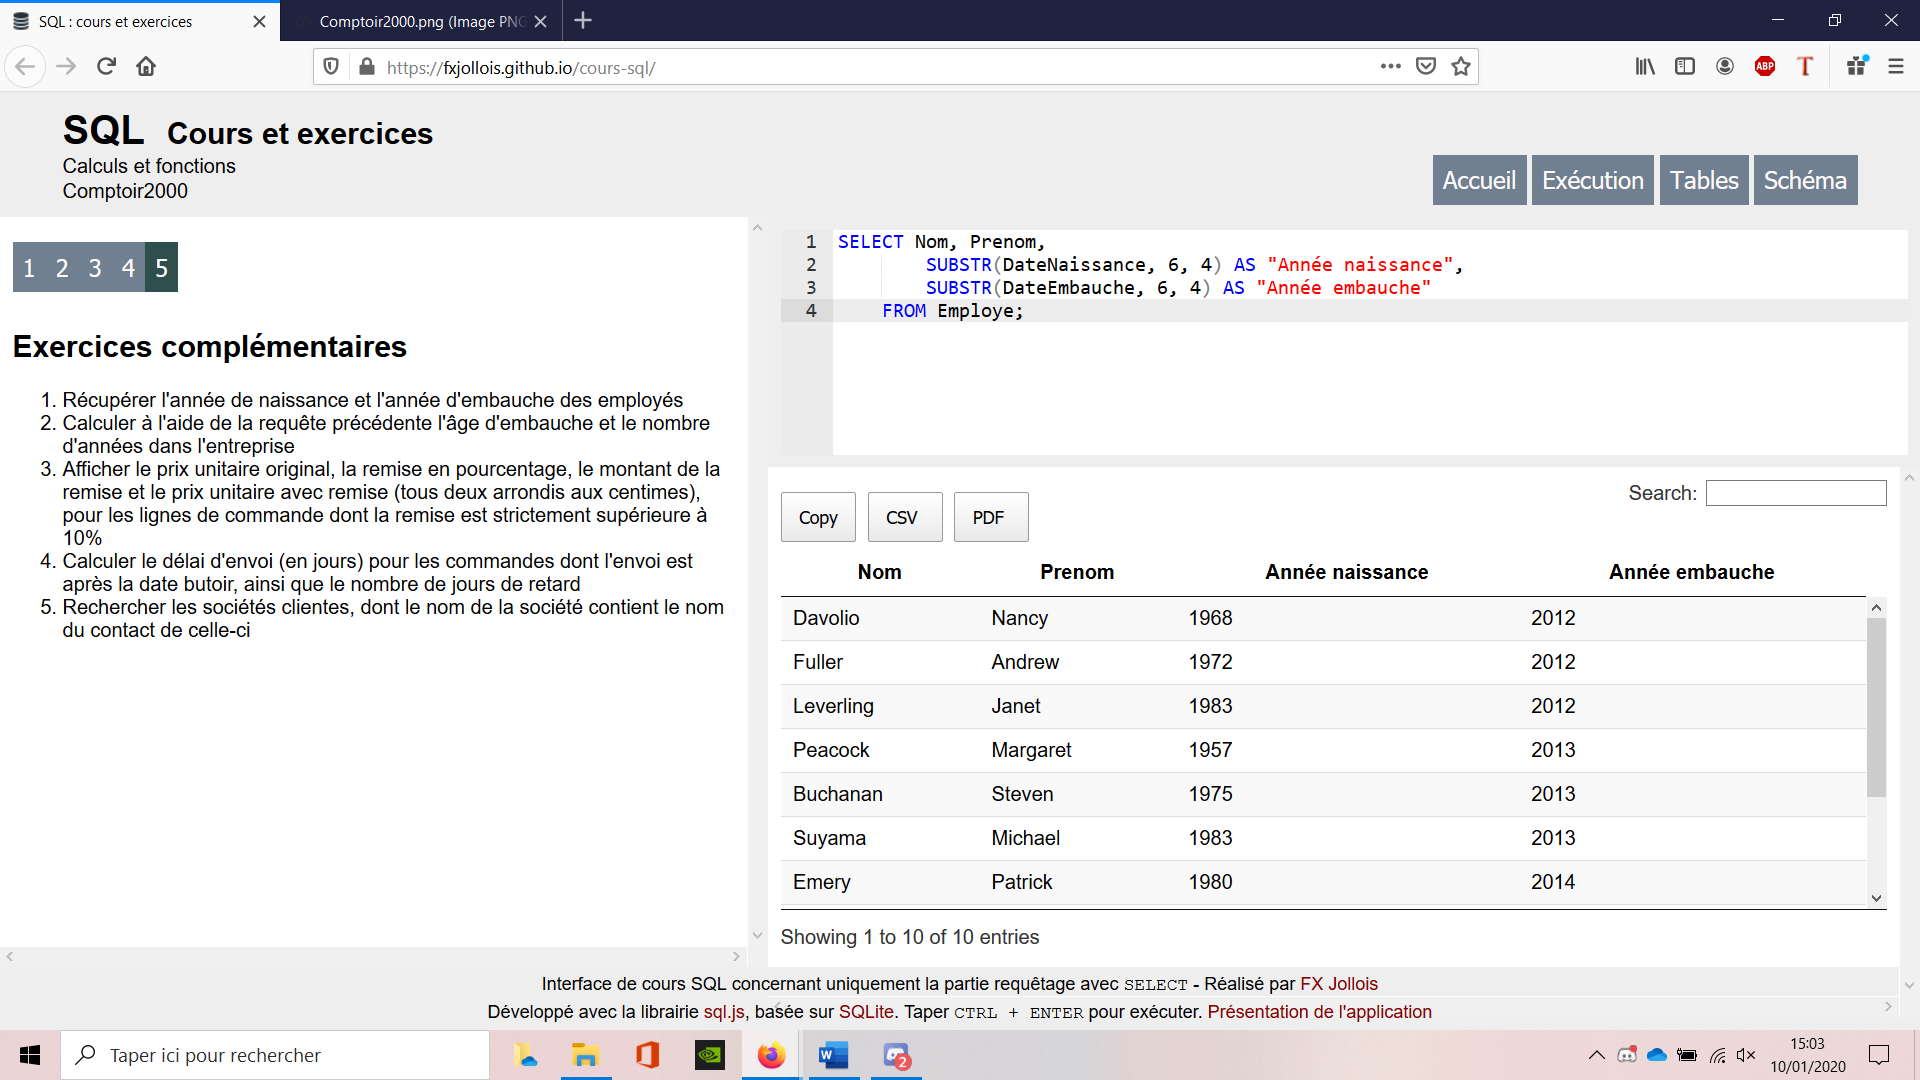 SQL : cours et exercices
Comptoir2000.png (Image PNG
https://fxjollois.github.io/cours-sql/
ABP
T
SQL Cours et exercices
Calculs et fonctions
Comptoir2000
Accueil Exécution Tables Schéma
1 2 3 4 5
Exercices complémentaires
1. Récupérer l'année de naissance et l'année d'embauche des employés
2. Calculer à l'aide de la requête précédente l'âge d'embauche et le nombre
d'années dans l'entreprise
3. Afficher le prix unitaire original, la remise en pourcentage, le montant de la
remise et le prix unitaire avec remise (tous deux arrondis aux centimes),
pour les lignes de commande dont la remise est strictement supérieure à
10%
4. Calculer le délai d'envoi (en jours) pour les commandes dont l'envoi est
après la date butoir, ainsi que le nombre de jours de retard
5. Rechercher les sociétés clientes, dont le nom de la société contient le nom
du contact de celle-ci
1 SELECT Nom, Prenom,
2 SUBSTR(DateNaissance, 6, 4) AS "Année naissance",
3 SUBSTR(DateEmbauche, 6, 4) AS "Année embauche"
4 FROM Employe;
Search:
Copy CSV PDF
Nom Prenom Année naissance Année embauche
Davolio Nancy 1968 2012
Fuller Andrew 1972 2012
Leverling Janet 1983 2012
Peacock Margaret 1957 2013
Buchanan Steven 1975 2013
Suyama Michael 1983 2013
Emery Patrick 1980 2014
Showing 1 to 10 of 10 entries
Interface de cours SQL concernant uniquement la partie requêtage avec SELECT - Réalisé par FX Jollois
Développé avec la librairie sql.js, basée sur SQLite. Taper CTRL + ENTER pour exécuter. Présentation de l'application
Taper ici pour rechercher
W
2
15:03
10/01/2020